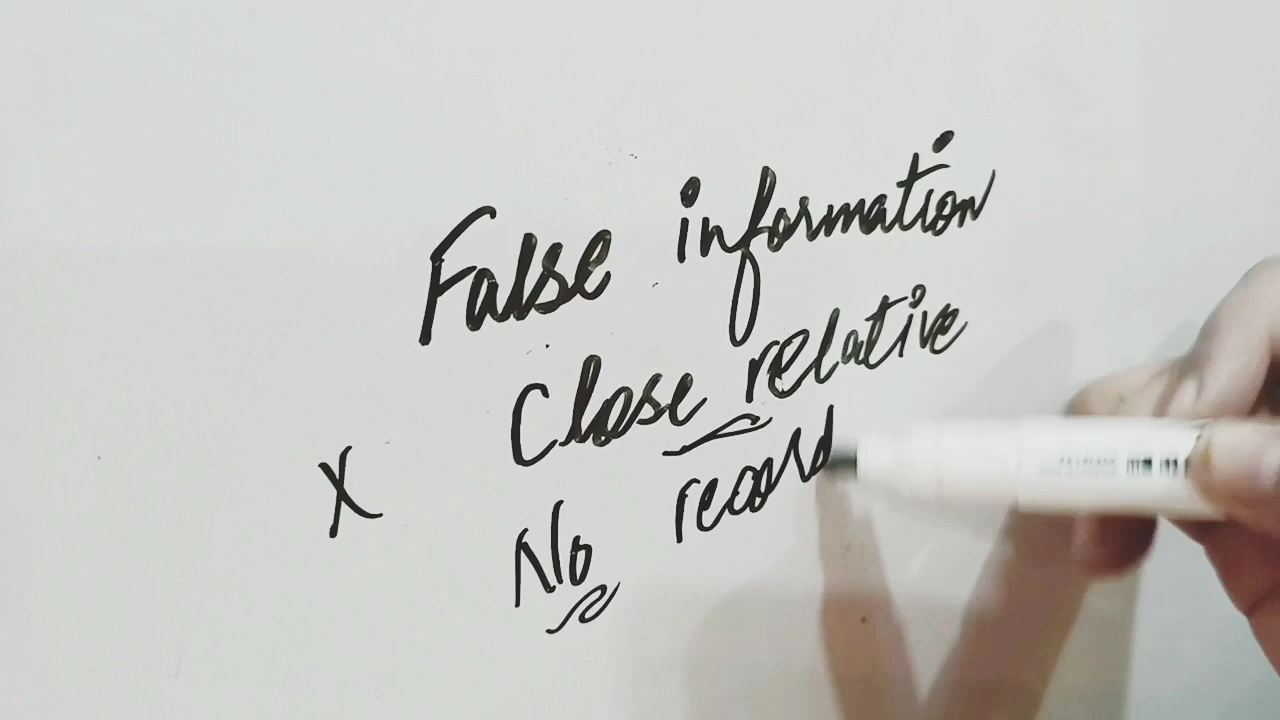 False information
Close relative
X
No record